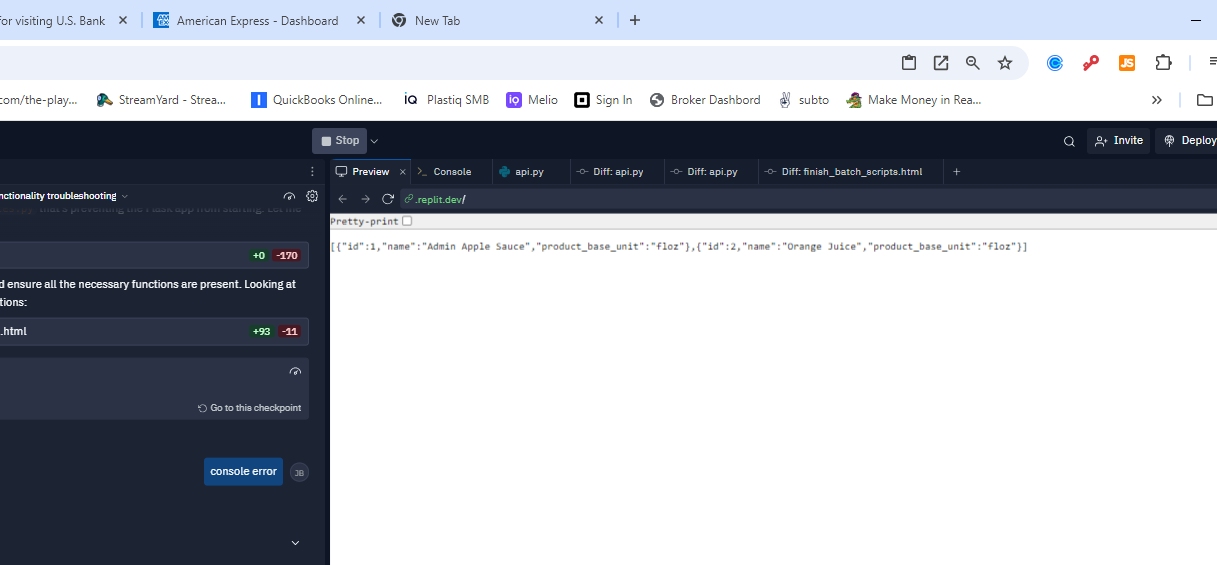 for visiting U.S. Bank
American Express - Dashboard
New Tab
JS
com/the-play...
StreamYard - Strea...
QuickBooks Online...
iQ Plastiq SMB
io Melio
Sign In
Broker Dashbord
subto
Make Money in Rea...
Stop
Invite
Deploy
Preview
Console
api.py
Diff: api.py
Diff: api.py
Diff: finish_batch_scripts.html
nctionality troubleshooting
.replit.dev/
that's preventing the Flask app from starting. Let me
Pretty-print
[{"id":1,"name":"Admin Apple Sauce","product_base_unit":"floz"},{"id":2,"name":"Orange Juice","product_base_unit":"floz"}]
+0 -170
d ensure all the necessary functions are present. Looking at
tions:
.html
+93 -11
Go to this checkpoint
console error
JB